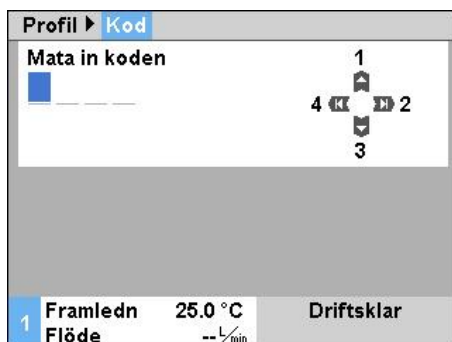 Profil ▶ Kod
Mata in koden
1
4 2
3
1 Framledn 25.0 °C Driftsklar
Flöde -- L/min